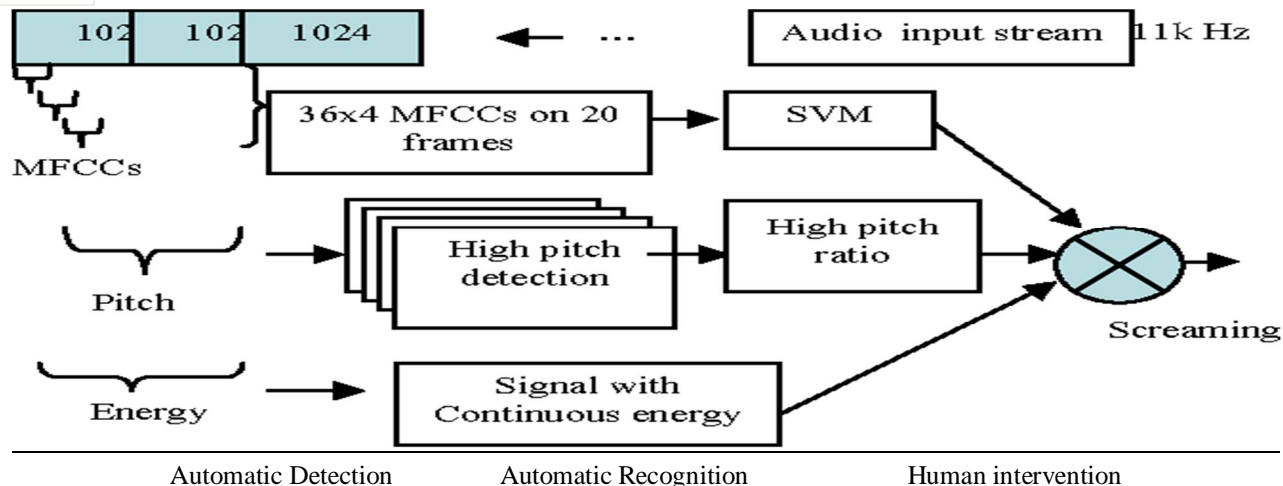 102 102 1024 ... Audio input stream 11k Hz
36x4 MFCCs on 20
frames
SVM
MFCCs
High pitch
detection
High pitch
ratio
Pitch
Screaming
Signal with
Continuous energy
Energy
Automatic Detection Automatic Recognition Human intervention